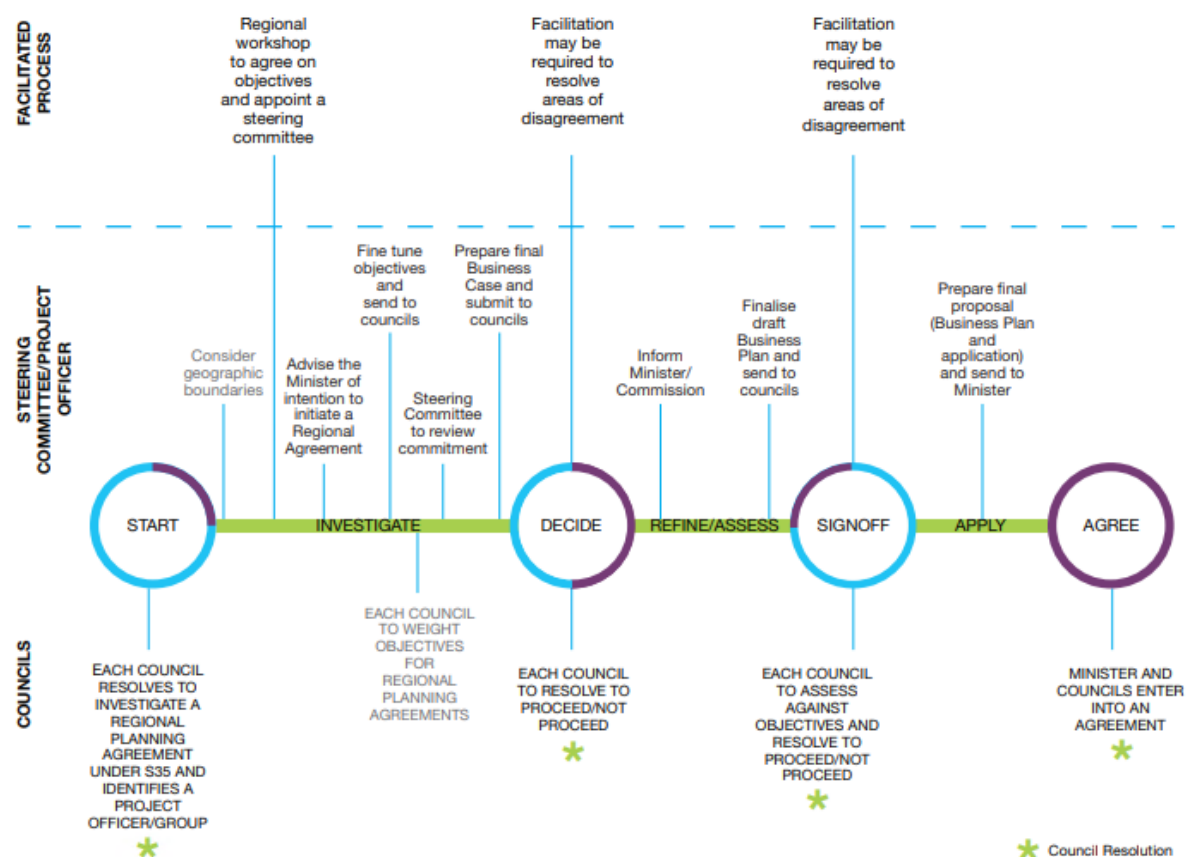 FACILITATED
PROCESS
Regional
workshop
to agree on
objectives
and appoint a
steering
committee
Facilitation
may be
required to
resolve
areas of
disagreement
Facilitation
may be
required to
resolve
areas of
disagreement
STEERING
COMMITTEE/PROJECT
OFFICER
Consider
geographic
boundaries
Advise the
Minister of
intention to
initiate a
Regional
Agreement
Fine tune
objectives
and
send to
councils
Steering
Committee
to review
commitment
Prepare final
Business
Case and
submit to
councils
Inform
Minister/
Commission
Finalise
draft
Business
Plan and
send to
councils
Prepare final
proposal
(Business Plan
and
application)
and send to
Minister
START
INVESTIGATE
DECIDE
REFINE/ASSESS
SIGNOFF
APPLY
AGREE
COUNCILS
EACH COUNCIL
RESOLVES TO
INVESTIGATE A
REGIONAL
PLANNING
AGREEMENT
UNDER S35 AND
IDENTIFIES A
PROJECT
OFFICER/GROUP
EACH COUNCIL
TO WEIGHT
OBJECTIVES
FOR
REGIONAL
PLANNING
AGREEMENTS
EACH COUNCIL
TO RESOLVE TO
PROCEED/NOT
PROCEED
EACH COUNCIL
TO ASSESS
AGAINST
OBJECTIVES AND
RESOLVE TO
PROCEED/NOT
PROCEED
MINISTER AND
COUNCILS ENTER
INTO AN
AGREEMENT
Council Resolution